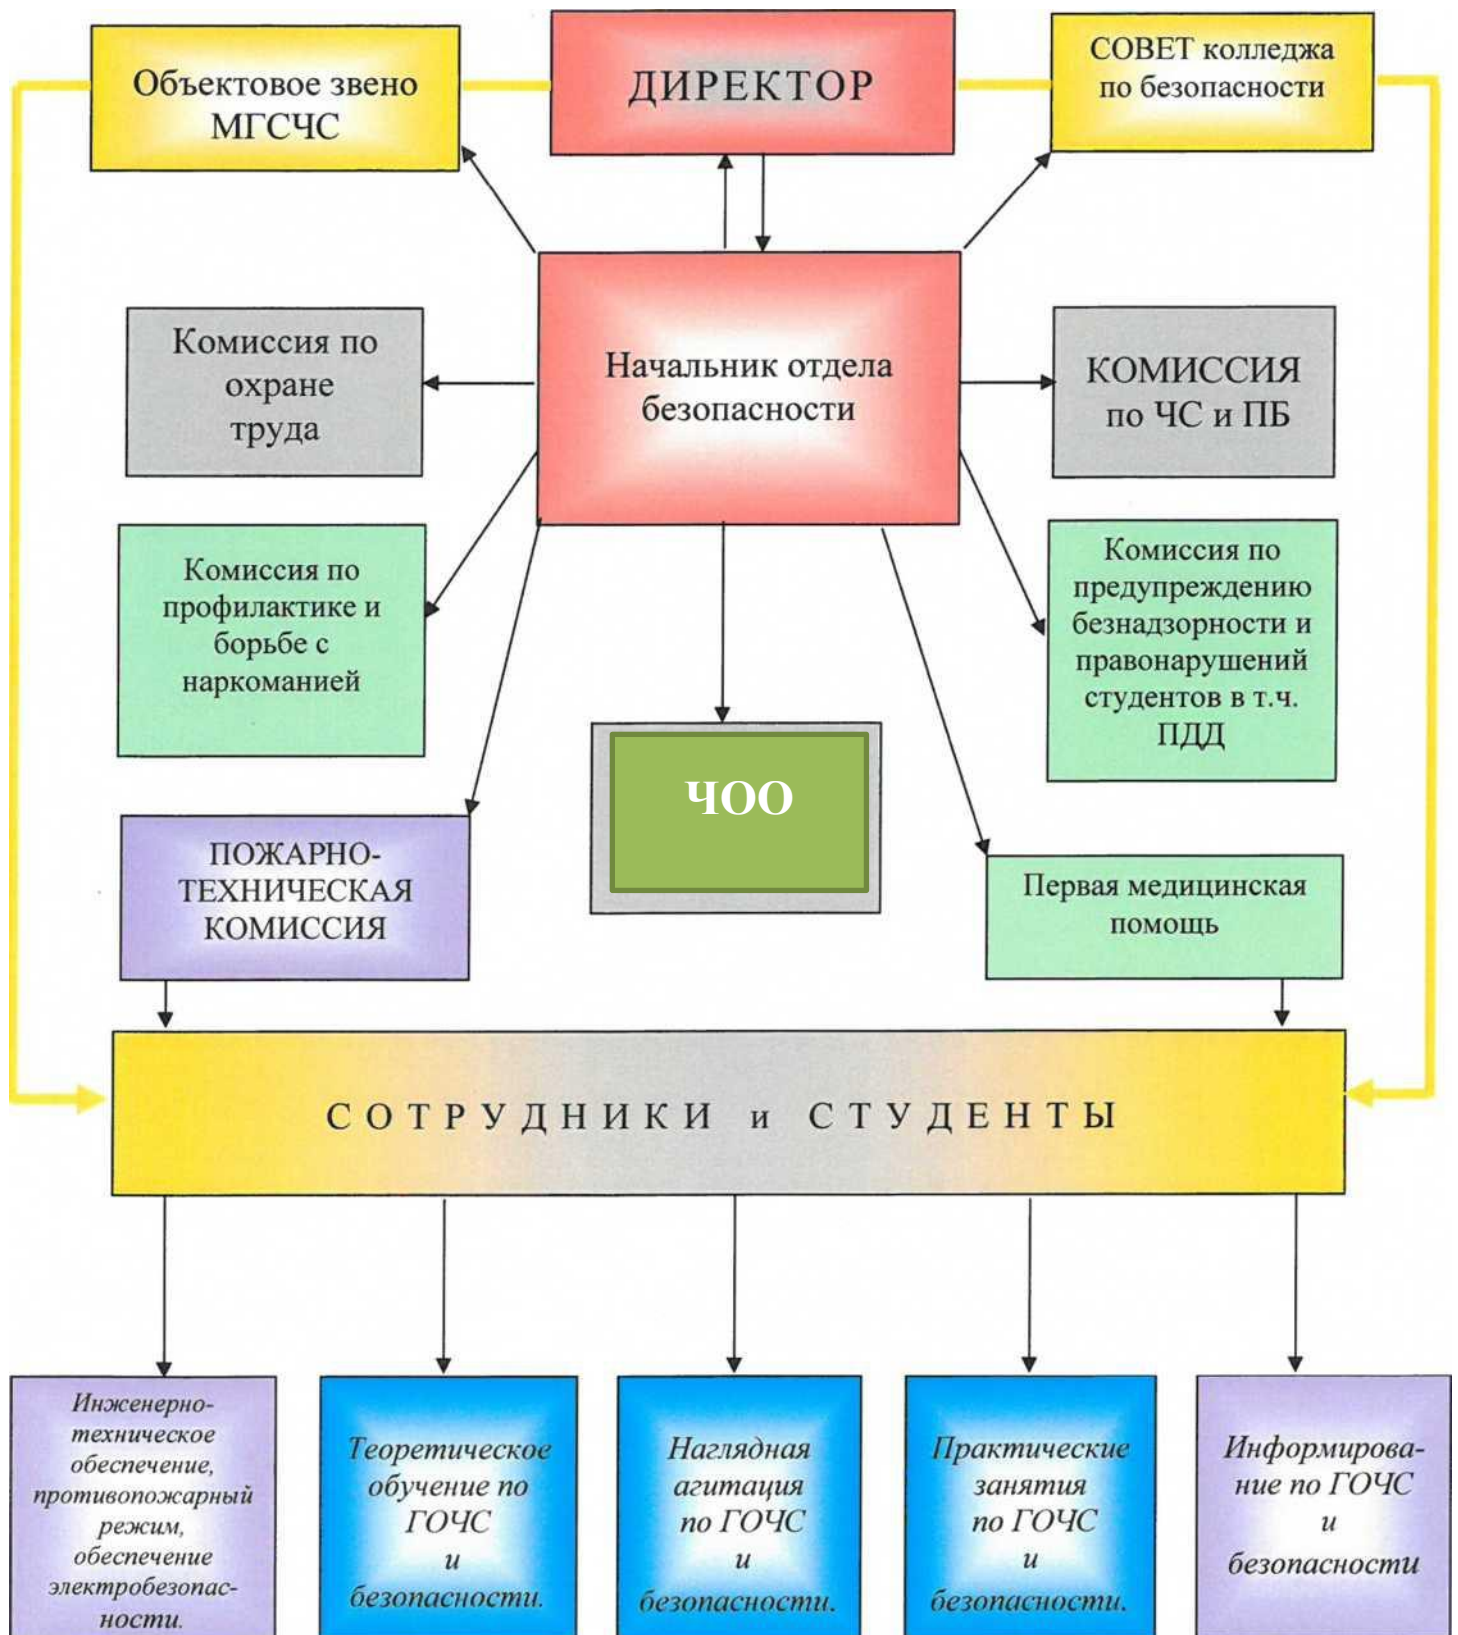 Объектовое звено
МГСЧС
ДИРЕКТОР
СОВЕТ колледжа
по безопасности
Комиссия по
охране
труда
Начальник отдела
безопасности
КОМИССИЯ
по ЧС и ПБ
Комиссия по
профилактике и
борьбе с
наркоманией
Комиссия по
предупреждению
безнадзорности и
правонарушений
студентов в т.ч.
ПДД
ЧОО
ПОЖАРНО-
ТЕХНИЧЕСКАЯ
КОМИССИЯ
Первая медицинская
помощь
СОТРУДНИКИ и СТУДЕНТЫ
Инженерно-
техническое
обеспечение,
противопожарный
режим,
обеспечение
электробезопас-
ности.
Теоретическое
обучение по
ГОЧС
и
безопасности.
Наглядная
агитация
по ГОЧС
и
безопасности.
Практические
занятия
по ГОЧС
и
безопасности.
Информирова-
ние по ГОЧС
и
безопасности